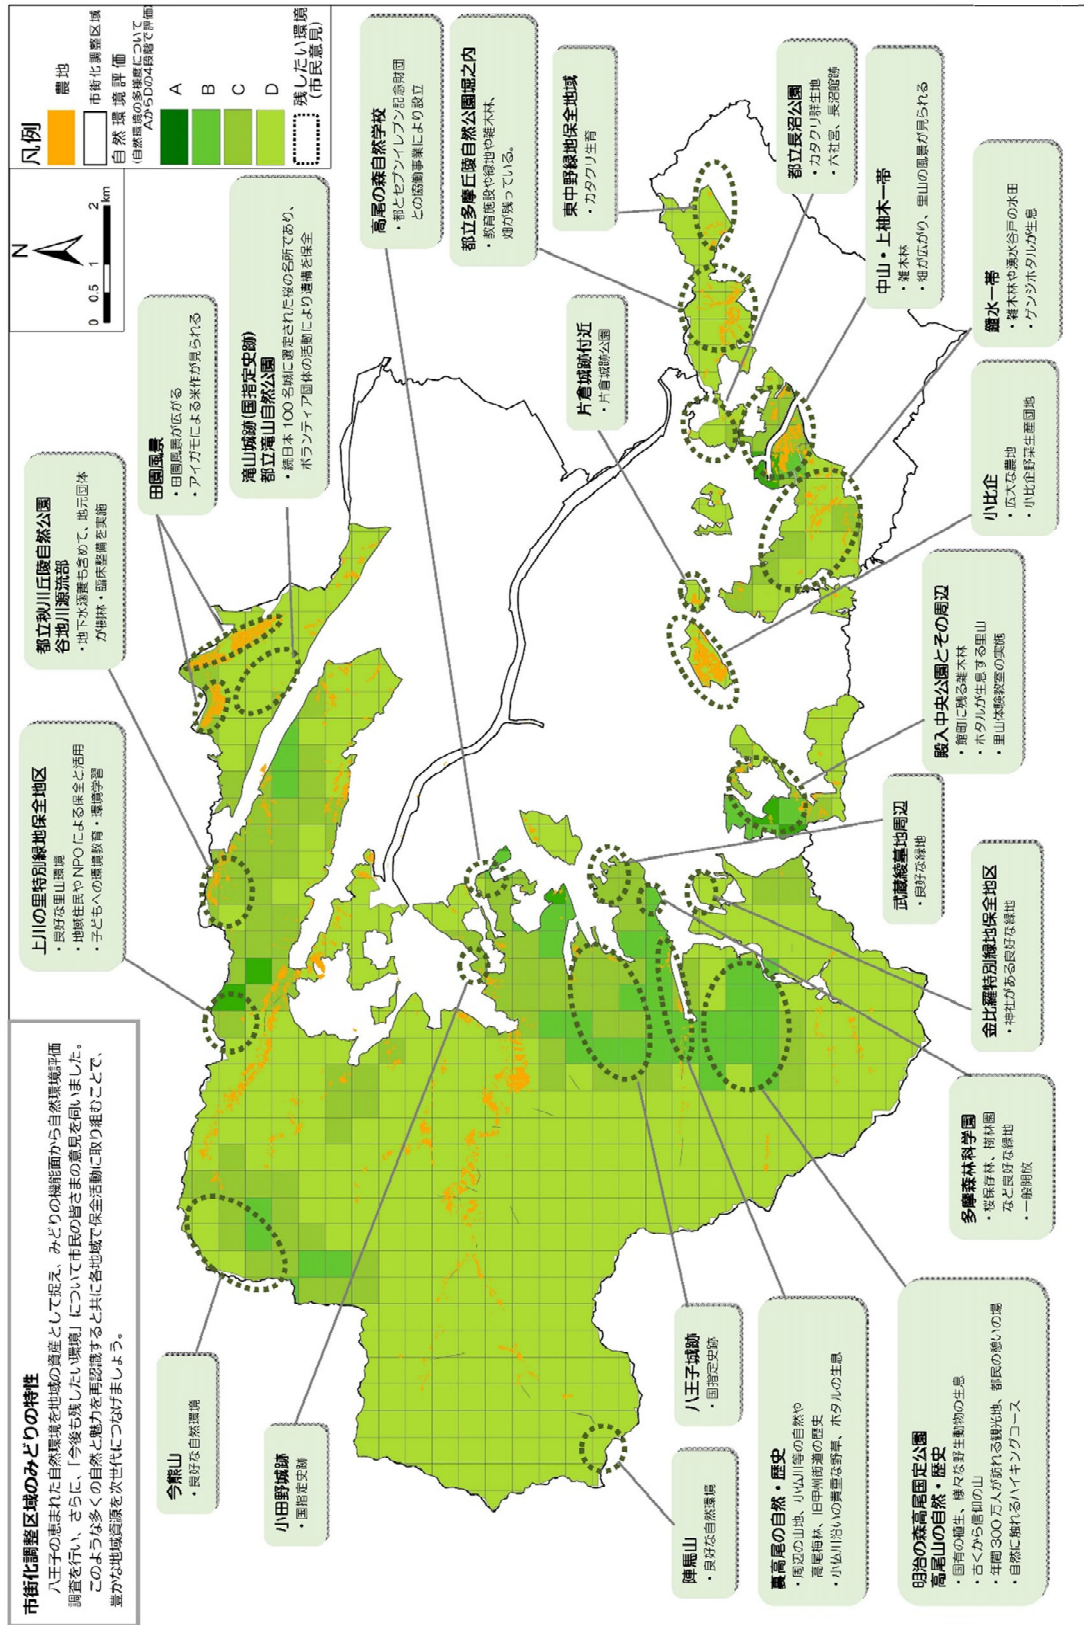 市街化調整区域のみどりの特性
八王子の恵まれた自然環境を地域の資産として捉え、みどりの機能面から自然環境評価
調査を行い、さらに、「今後も残したい環境」について市民の皆さまの意見を伺いました。
このような多くの自然と魅力を再認識すると共に各地域で保全活動に取り組むことで、
豊かな地域資源を次世代につなげましょう。
上川の里特別緑地保全地区
・良好な里山環境
・地域住民やNPOによる保全と活用
・子どもへの環境教育・環境学習
都立秋川丘陵自然公園
谷地川源流部
・地下水涵養も含めて、地元団体
が植林・臨床整備を実施
田園風景
・田園風景が広がる
・アイガモによる米作が見られる
滝山城跡(国指定史跡)
都立滝山自然公園
・続日本100名城に選定された桜の名所であり、
ボランティア団体の活動により遺構を保全
N
0 0.5 1 2
km
凡例
農地
市街化調整区域
自然環境評価
(自然環境の多様度について
AからDの4段階で評価)
A
B
C
D
残したい環境
(市民意見)
今熊山
・良好な自然環境
小田野城跡
・国指定史跡
陣馬山
・良好な自然環境
八王子城跡
・国指定史跡
裏高尾の自然・歴史
・周辺の山地、小仏川等の自然や
高尾梅林、旧甲州街道の歴史
・小仏川沿いの貴重な野草、ホタルの生息
明治の森高尾国定公園
高尾山の自然・歴史
・固有の種生、様々な野生動物の生息
・古くから信仰の山
・年間300万人が訪れる観光地、都民の憩いの場
・自然に触れるハイキングコース
多摩森林科学園
・桜保存林、樹林園
など良好な緑地
・一般開放
金比羅特別緑地保全地区
・神社がある良好な緑地
武蔵綾墓地周辺
・良好な緑地
殿入中央公園とその周辺
・館町に残る雑木林
・ホタルが生息する里山
・里山体験教室の実施
小比企
・広大な農地
・小比企野菜生産団地
片倉城跡付近
・片倉城跡公園
鑓水一帯
・雑木林や湧水谷戸の水田
・ゲンジボタルが生息
中山・上柚木一帯
・雑木林
・畑が広がり、里山の風景が見られる
都立長沼公園
・カタクリ群生地
・六社宮、長沼館跡
東中野緑地保全地域
・カタクリ生育
都立多摩丘陵自然公園堀之内
・教育施設や緑地や雑木林、
畑が残っている。
高尾の森自然学校
・都とセブンイレブン記念財団
との協働事業により設立